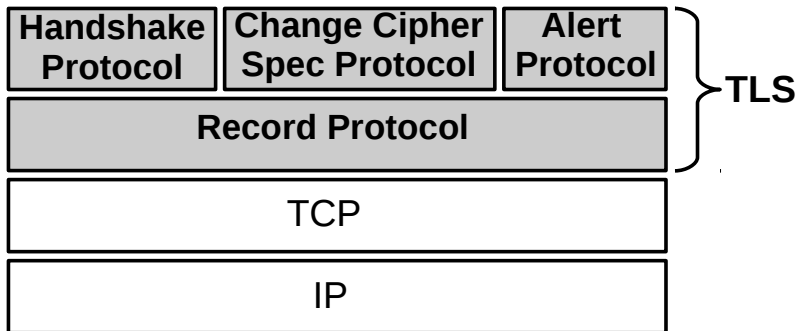 Handshake
Protocol
Change Cipher
Spec Protocol
Alert
Protocol
TLS
Record Protocol
TCP
IP